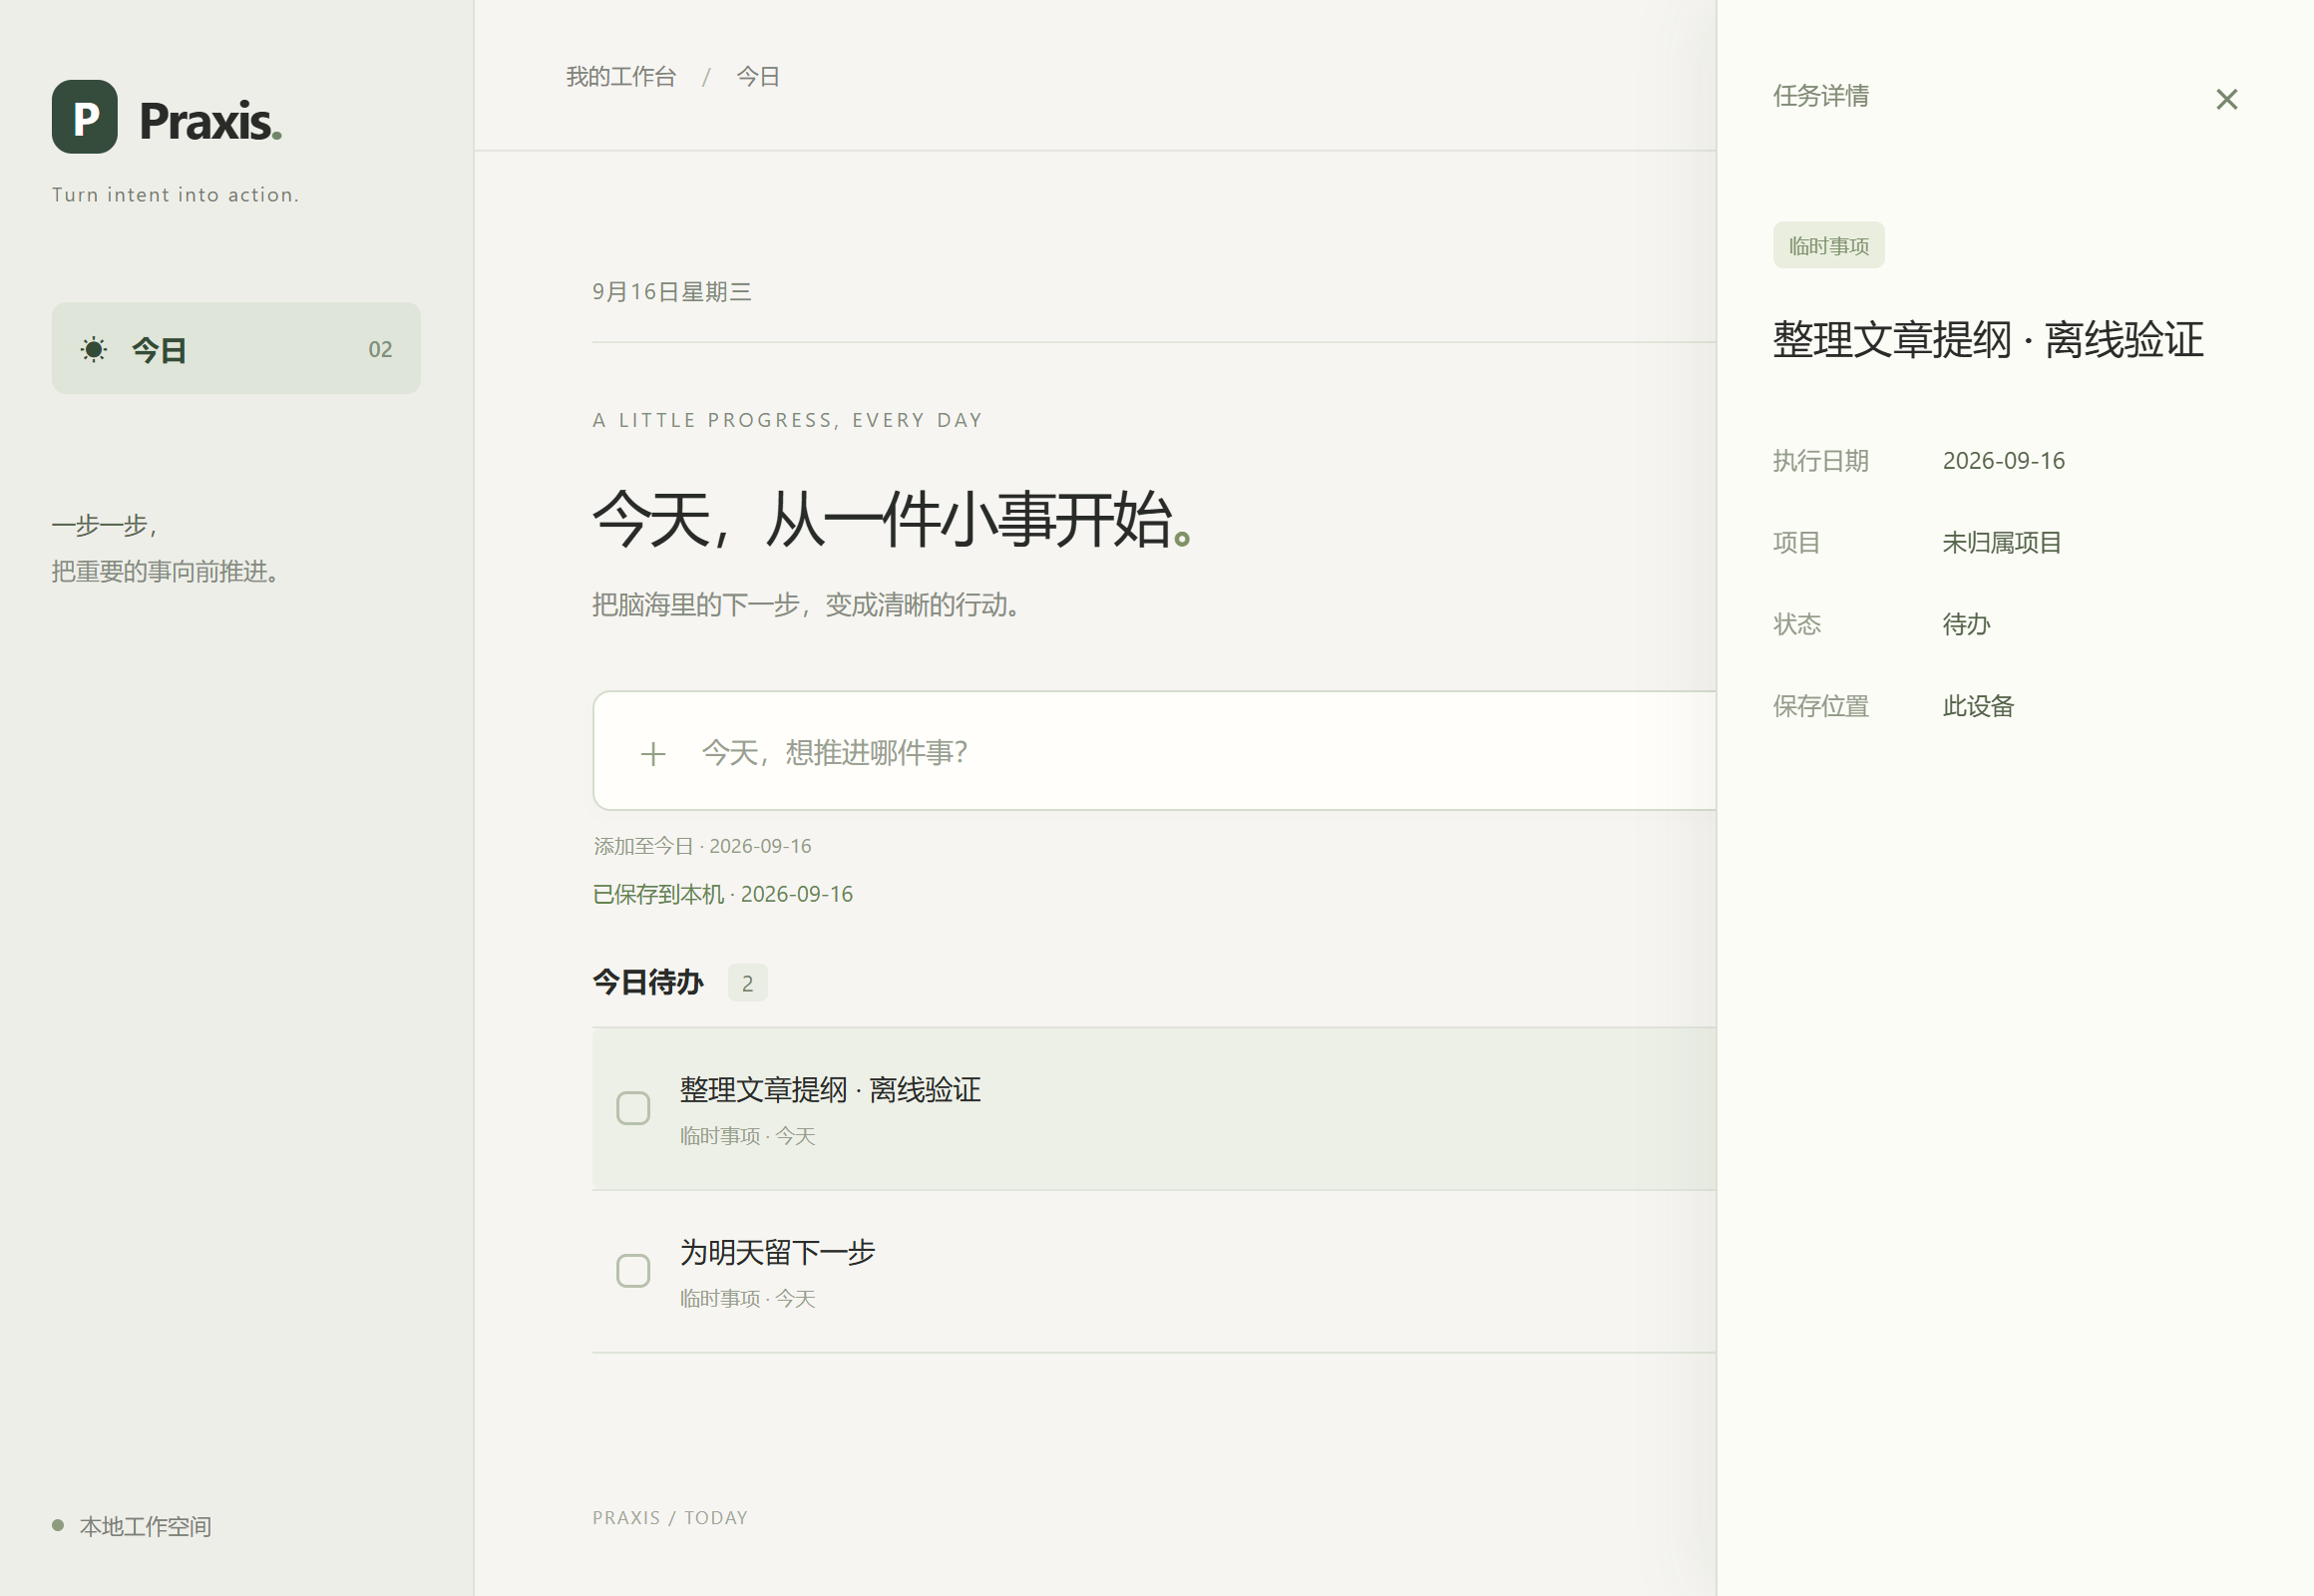 P Praxis.
Turn intent into action.
今日 02
一步一步，
把重要的事向前推进。
本地工作空间
我的工作台 / 今日
9月16日星期三
A LITTLE PROGRESS, EVERY DAY
今天，从一件小事开始。
把脑海里的下一步，变成清晰的行动。
今天，想推进哪件事？
添加至今日 · 2026-09-16
已保存到本机 · 2026-09-16
今日待办 2
整理文章提纲 · 离线验证
临时事项 · 今天
为明天留下一步
临时事项 · 今天
PRAXIS / TODAY
任务详情
临时事项
整理文章提纲 · 离线验证
执行日期 2026-09-16
项目 未归属项目
状态 待办
保存位置 此设备